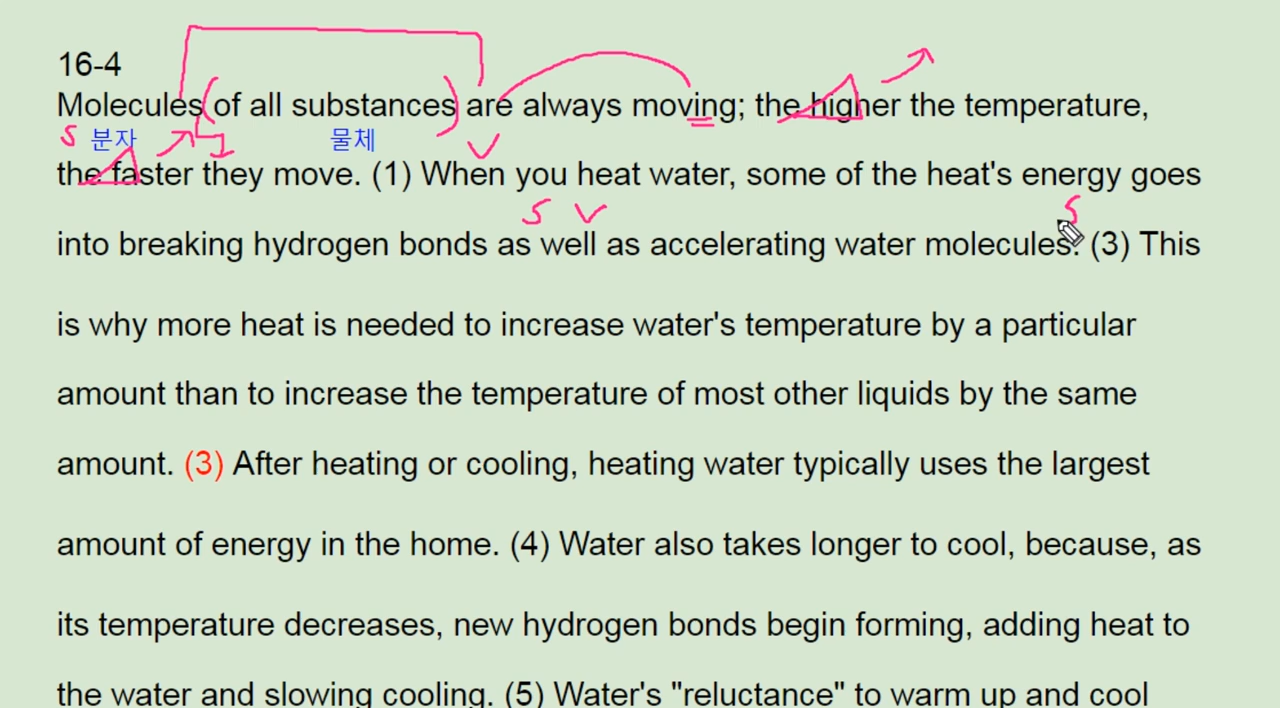 16-4
Molecules (of all substances) are always moving; the higher the temperature,
S 분자 물체 V
the faster they move. (1) When you heat water, some of the heat's energy goes
S V S
into breaking hydrogen bonds as well as accelerating water molecules. (3) This
is why more heat is needed to increase water's temperature by a particular
amount than to increase the temperature of most other liquids by the same
amount. (3) After heating or cooling, heating water typically uses the largest
amount of energy in the home. (4) Water also takes longer to cool, because, as
its temperature decreases, new hydrogen bonds begin forming, adding heat to
the water and slowing cooling. (5) Water's "reluctance" to warm up and cool